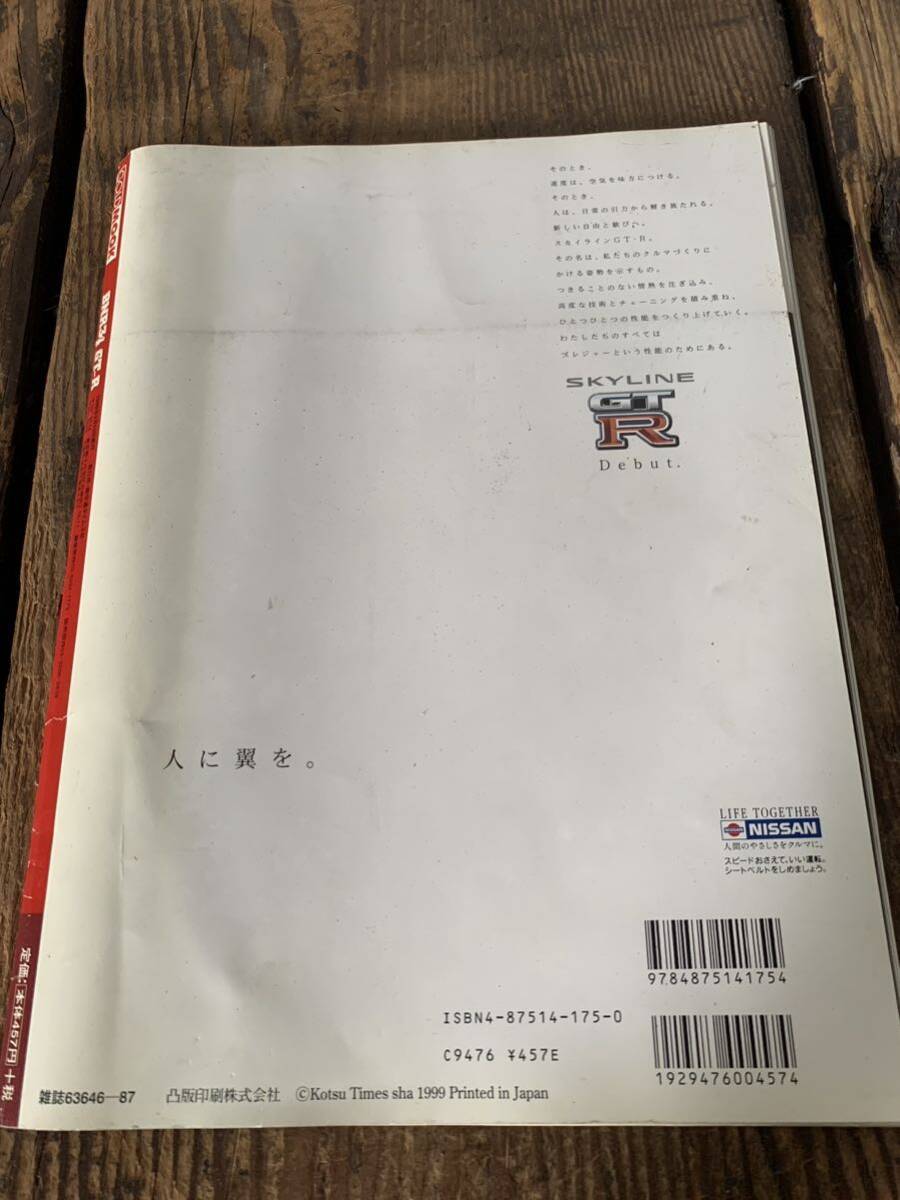 そのとき、
速度は、空気を味方につける。
そのとき、
人は、日常の引力から解き放たれる。
新しい自由と歓びへ。
スカイラインGT-R。
その名は、私たちのクルマづくりに
かける姿勢を示すもの。
つきることのない情熱を注ぎ込み、
高度な技術とチューニングを積み重ね、
ひとつひとつの性能をつくり上げていく。
わたしたちのすべては
プレジャーという性能のためにある。
SKYLINE
GT
R
Debut.
人に翼を。
LIFE TOGETHER
NISSAN
人間のやさしさをクルマに。
スピードおさえて、いい運転。
シートベルトをしめましょう。
9784875141754
ISBN4-87514-175-0
C9476 ¥457E
1929476004574
雑誌63646-87 凸版印刷株式会社 ©Kotsu Times sha 1999 Printed in Japan
BNR34 GT-R
定価:本体457円+税